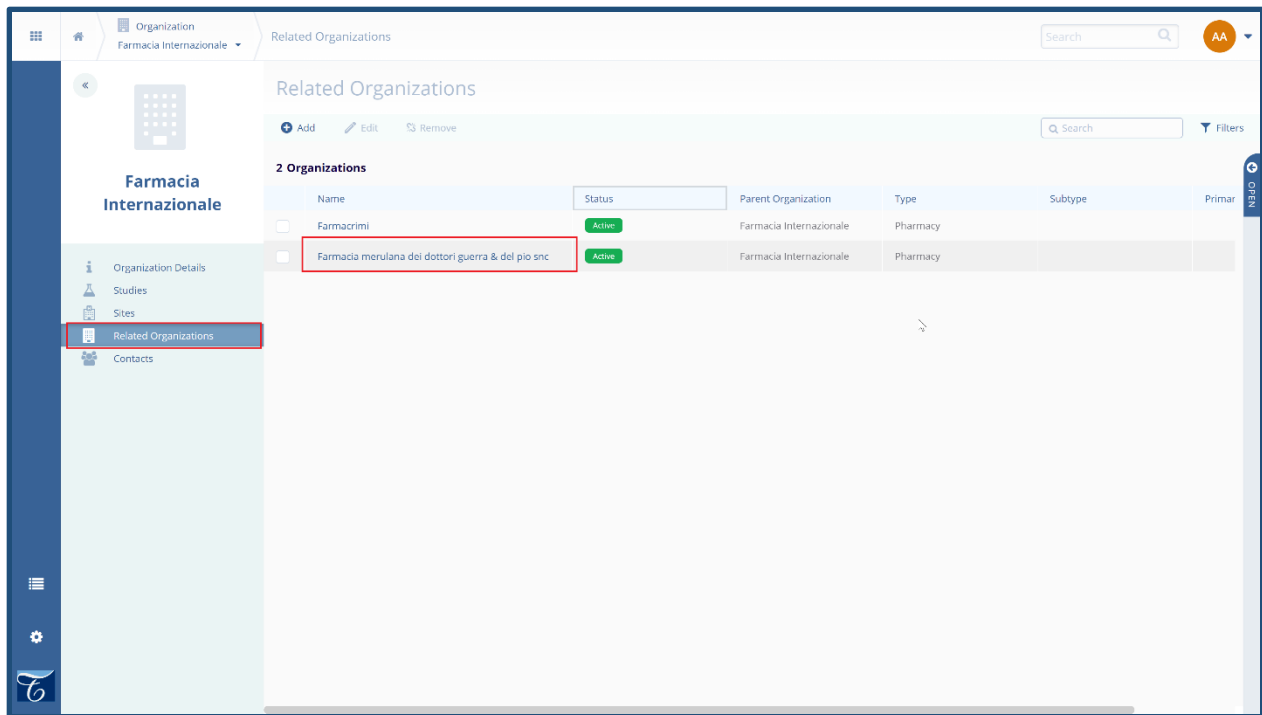 Organization
Farmacia Internazionale
Related Organizations
Search
AA
Related Organizations
Add Edit Remove
Search
Filters
OPEN
2 Organizations
Name Status Parent Organization Type Subtype Primar
Farmacrimi Active Farmacia Internazionale Pharmacy
Farmacia merulana dei dottori guerra & del pio snc Active Farmacia Internazionale Pharmacy
Farmacia
Internazionale
Organization Details
Studies
Sites
Related Organizations
Contacts